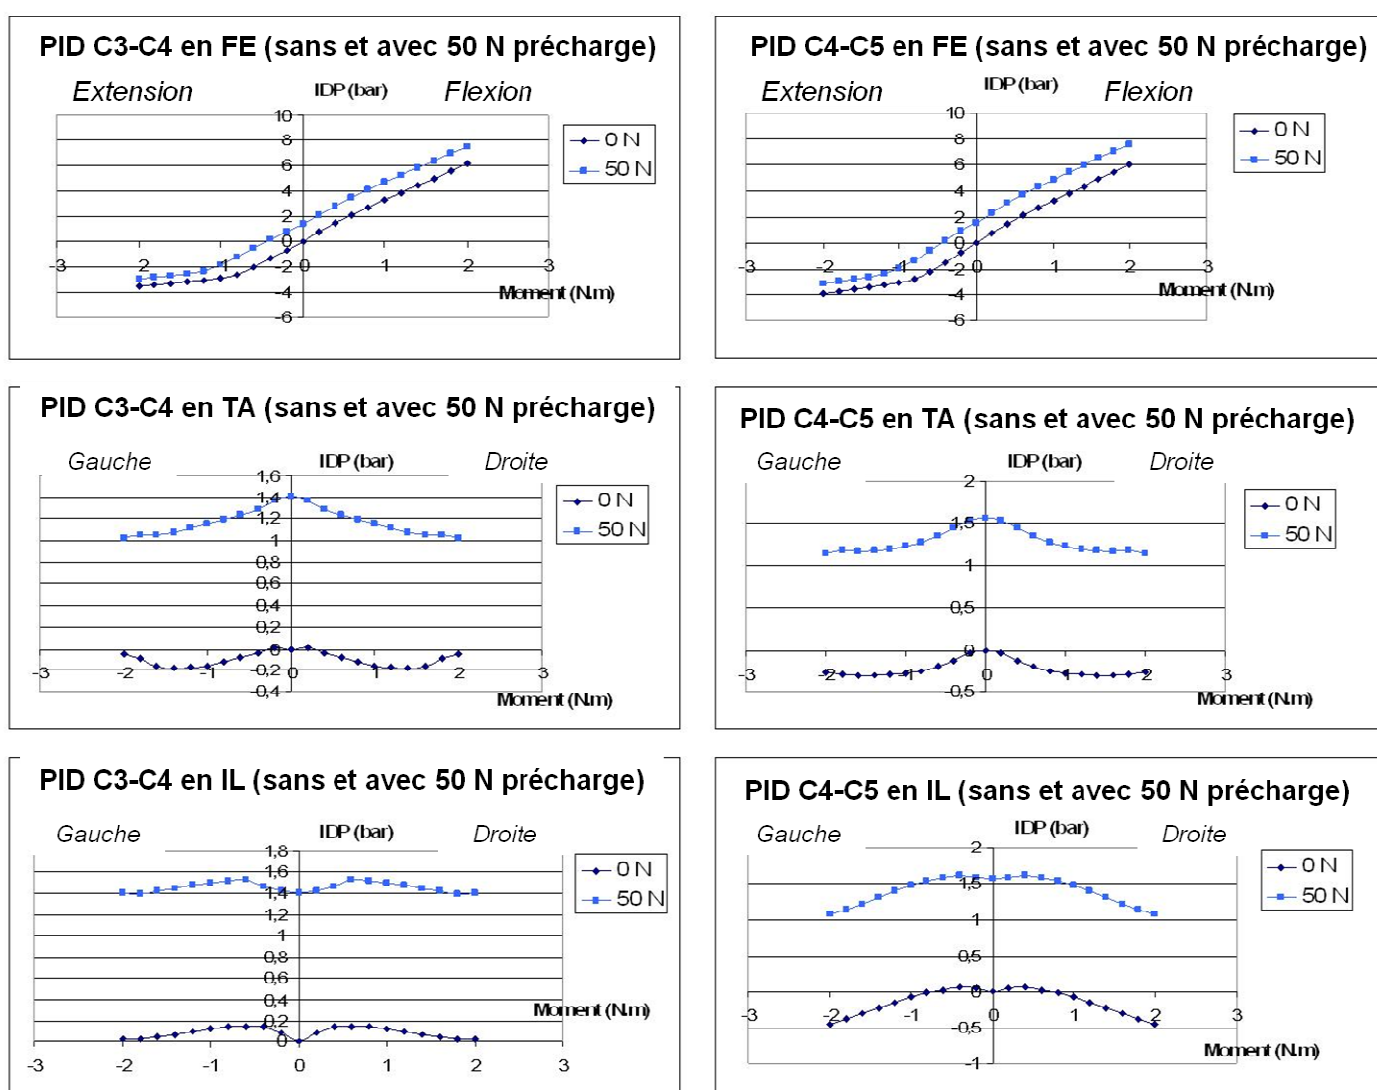 PID C3-C4 en FE (sans et avec 50 N précharge)
Extension
IDP (bar)
Flexion
10
8
6
4
2
0
-2
-4
-6
-3
-2
-1
0
1
2
3
Moment (N.m)
0 N
50 N
PID C4-C5 en FE (sans et avec 50 N précharge)
Extension
IDP (bar)
Flexion
10
8
6
4
2
0
-2
-4
-6
-3
-2
-1
0
1
2
3
Moment (N.m)
0 N
50 N
PID C3-C4 en TA (sans et avec 50 N précharge)
Gauche
IDP (bar)
Droite
1,6
1,4
1,2
1
0,8
0,6
0,4
0,2
0
-0,2
-0,4
-3
-2
-1
0
1
2
3
Moment (N.m)
0 N
50 N
PID C4-C5 en TA (sans et avec 50 N précharge)
Gauche
IDP (bar)
Droite
2
1,5
1
0,5
0
-0,5
-3
-2
-1
0
1
2
3
Moment (N.m)
0 N
50 N
PID C3-C4 en IL (sans et avec 50 N précharge)
Gauche
IDP (bar)
Droite
1,8
1,6
1,4
1,2
1
0,8
0,6
0,4
0,2
0
-3
-2
-1
0
1
2
3
Moment (N.m)
0 N
50 N
PID C4-C5 en IL (sans et avec 50 N précharge)
Gauche
IDP (bar)
Droite
2
1,5
1
0,5
0
-0,5
-1
-3
-2
-1
0
1
2
3
Moment (N.m)
0 N
50 N